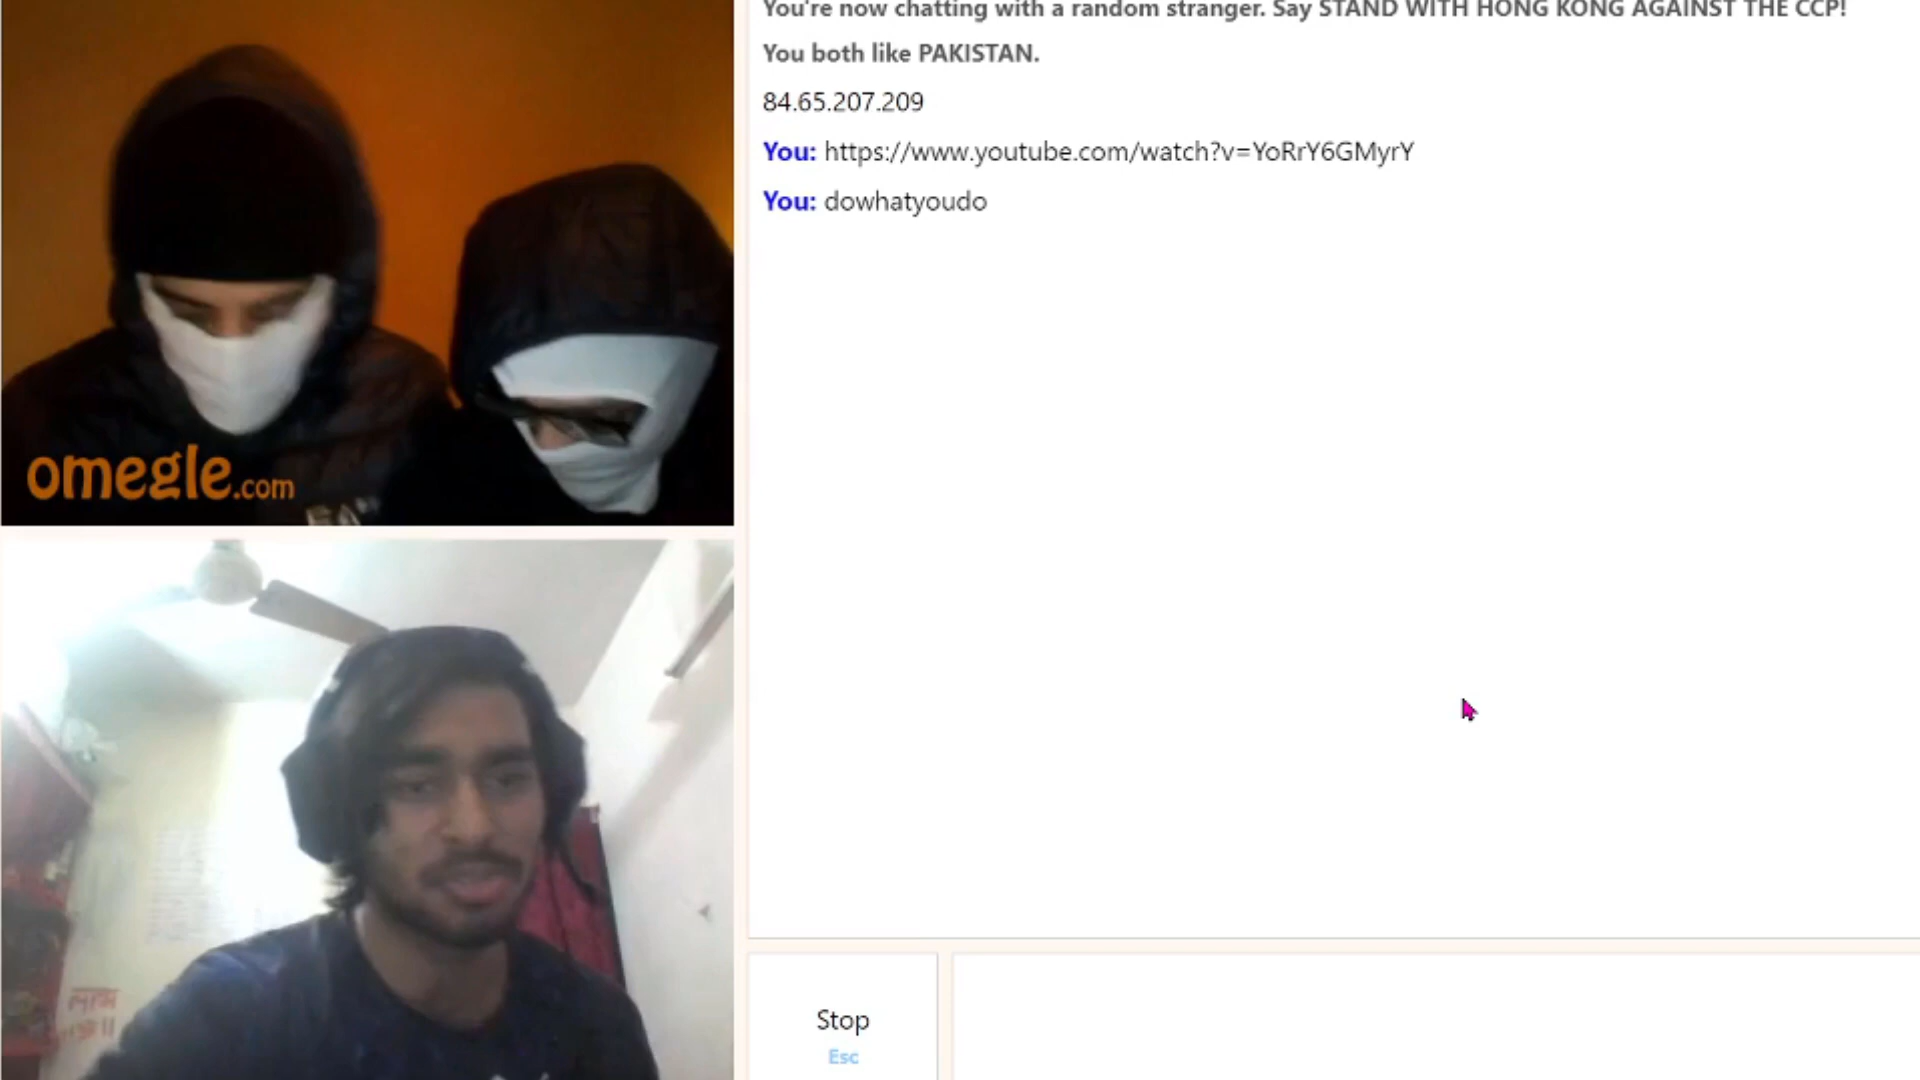 You're now chatting with a random stranger. Say STAND WITH HONG KONG AGAINST THE CCP!
You both like PAKISTAN.
84.65.207.209
You: https://www.youtube.com/watch?v=YoRrY6GMyrY
You: dowhatyoudo
omegle.com
Stop
Esc